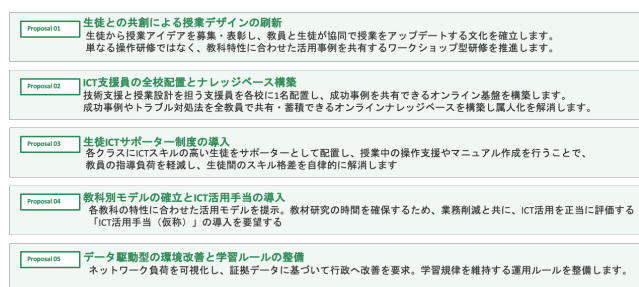 Proposal 01
生徒との共創による授業デザインの刷新
生徒から授業アイデアを募集・表彰し、教員と生徒が協同で授業をアップデートする文化を確立します。
単なる操作研修ではなく、教科特性に合わせた活用事例を共有するワークショップ型研修を推進します。
Proposal 02
ICT支援員の全校配置とナレッジベース構築
技術支援と授業設計を担う支援員を各校に1名配置し、成功事例を共有できるオンライン基盤を構築します。
成功事例やトラブル対処法を全教員で共有・蓄積できるオンラインナレッジベースを構築し属人化を解消します。
Proposal 03
生徒ICTサポーター制度の導入
各クラスにICTスキルの高い生徒をサポーターとして配置し、授業中の操作支援やマニュアル作成を行うことで、
教員の指導負荷を軽減し、生徒間のスキル格差を自律的に解消します
Proposal 04
教科別モデルの確立とICT活用手当の導入
各教科の特性に合わせた活用モデルを提示。教材研究の時間を確保するため、業務削減と共に、ICT活用を正当に評価する
「ICT活用手当（仮称）」の導入を要望する
Proposal 05
データ駆動型の環境改善と学習ルールの整備
ネットワーク負荷を可視化し、証拠データに基づいて行政へ改善を要求。学習規律を維持する運用ルールを整備します。